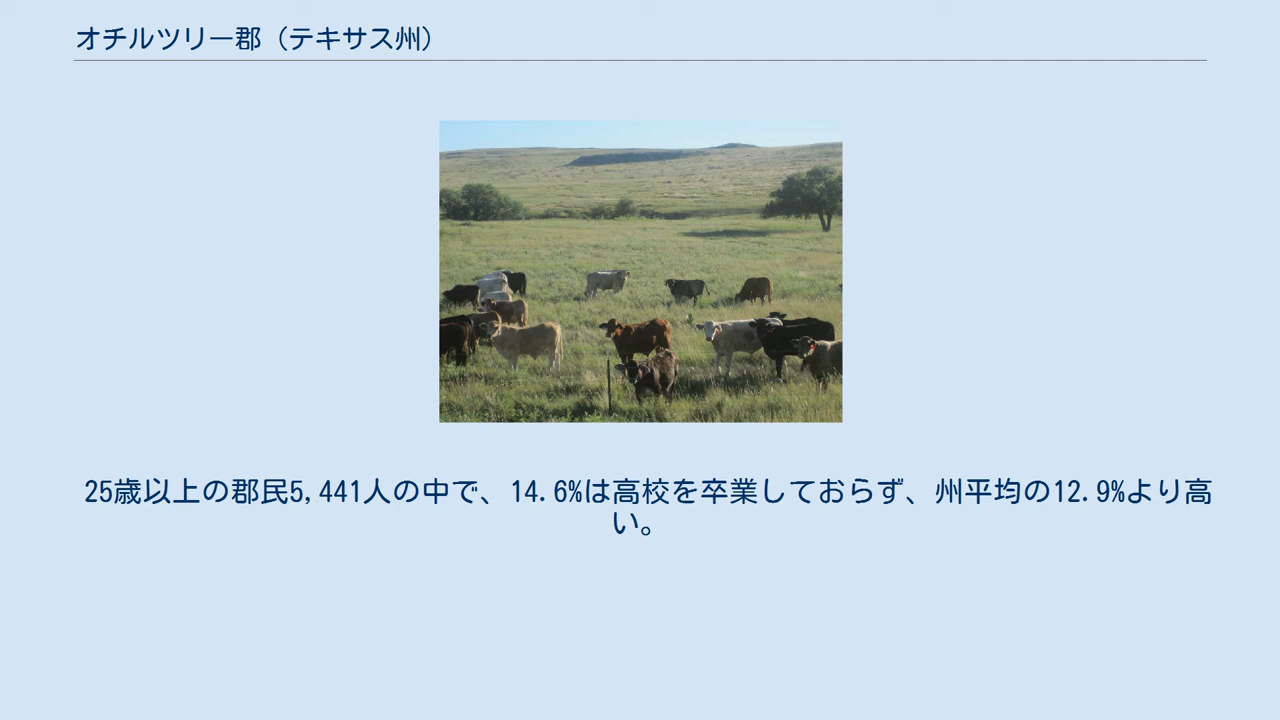 オチルツリー郡（テキサス州）
25歳以上の郡民5,441人の中で、14.6%は高校を卒業しておらず、州平均の12.9%より高
い。